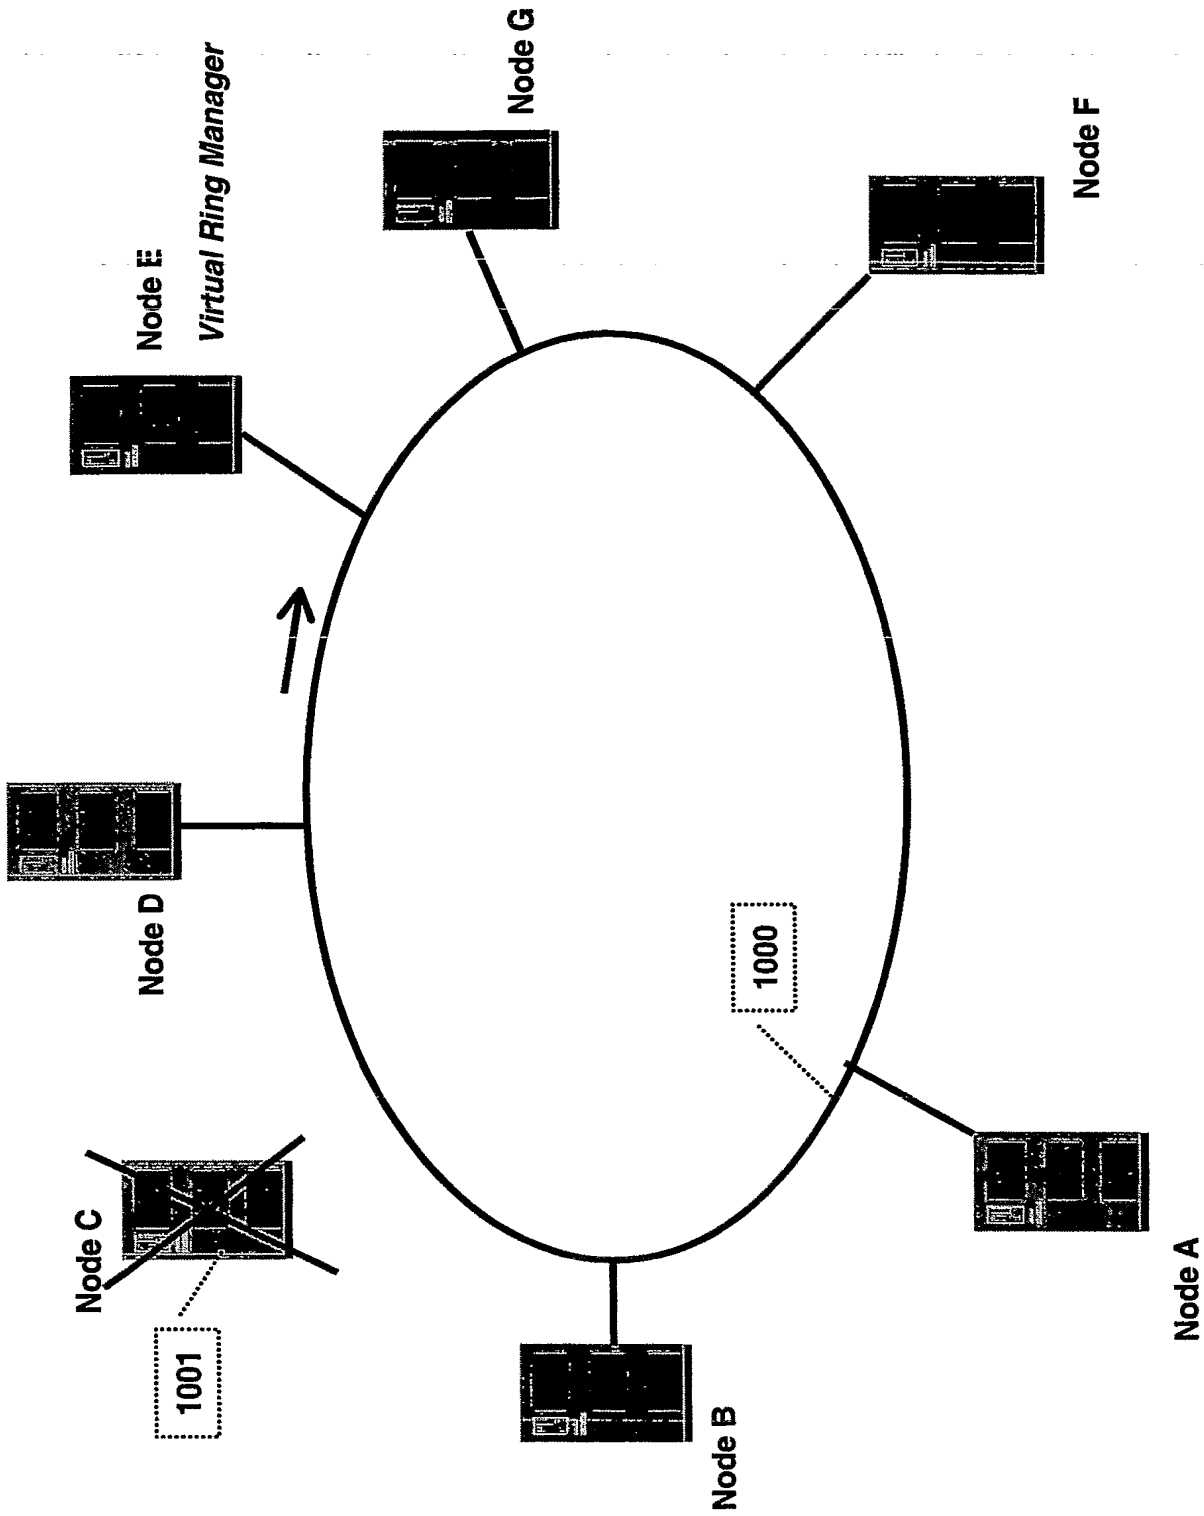 Node C
Node D
Node E
Virtual Ring Manager
1001
Node G
Node B
1000
Node F
Node A